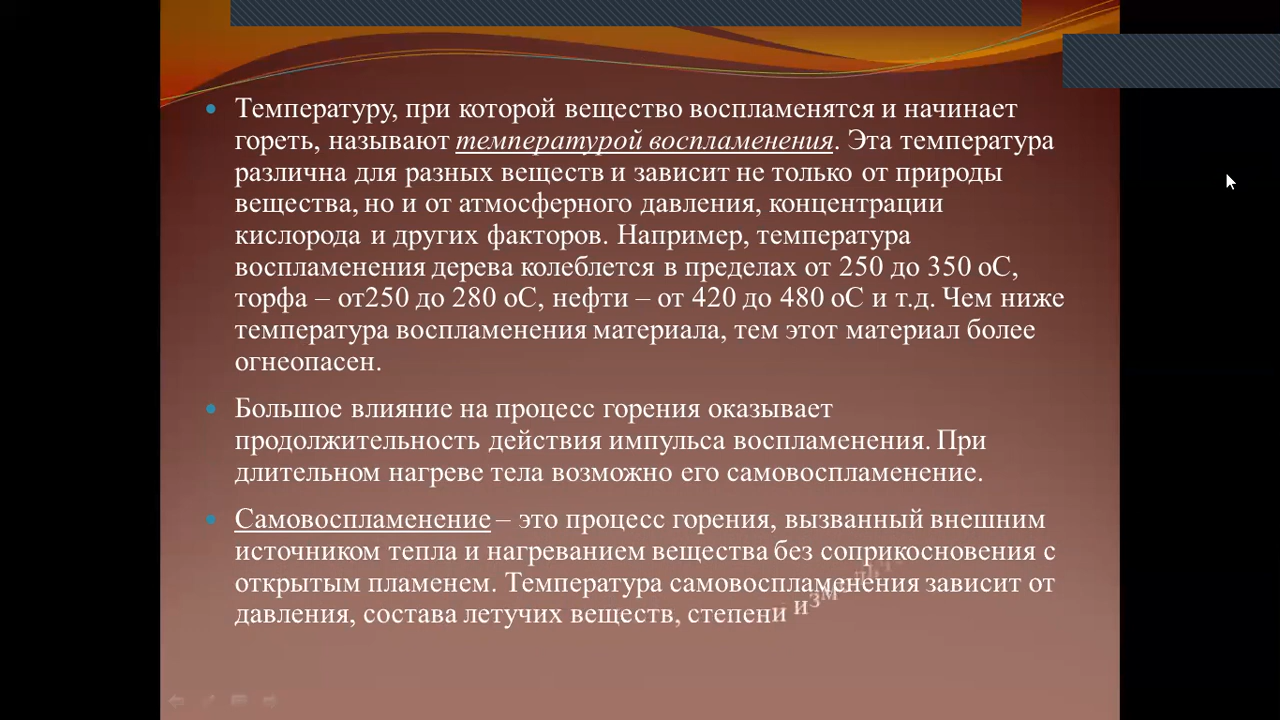 Температуру, при которой вещество воспламенятся и начинает
гореть, называют температурой воспламенения. Эта температура
различна для разных веществ и зависит не только от природы
вещества, но и от атмосферного давления, концентрации
кислорода и других факторов. Например, температура
воспламенения дерева колеблется в пределах от 250 до 350 оС,
торфа – от250 до 280 оС, нефти – от 420 до 480 оС и т.д. Чем ниже
температура воспламенения материала, тем этот материал более
огнеопасен.
Большое влияние на процесс горения оказывает
продолжительность действия импульса воспламенения. При
длительном нагреве тела возможно его самовоспламенение.
Самовоспламенение – это процесс горения, вызванный внешним
источником тепла и нагреванием вещества без соприкосновения с
открытым пламенем. Температура самовоспламенения зависит от
давления, состава летучих веществ, степени